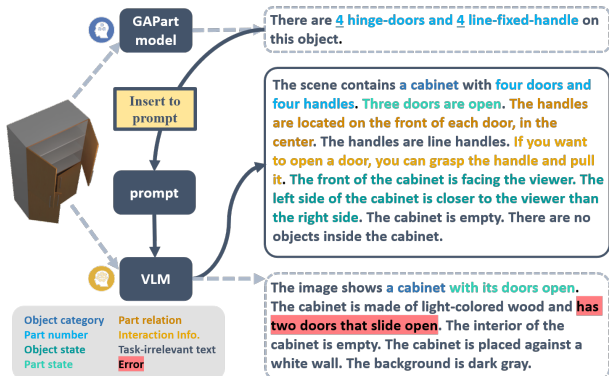 GAPart
model
There are 4 hinge-doors and 4 line-fixed-handle on
this object.
Insert to
prompt
The scene contains a cabinet with four doors and
four handles. Three doors are open. The handles
are located on the front of each door, in the
center. The handles are line handles. If you want
to open a door, you can grasp the handle and pull
it. The front of the cabinet is facing the viewer. The
left side of the cabinet is closer to the viewer than
the right side. The cabinet is empty. There are no
objects inside the cabinet.
prompt
VLM
The image shows a cabinet with its doors open.
The cabinet is made of light-colored wood and has
two doors that slide open. The interior of the
cabinet is empty. The cabinet is placed against a
white wall. The background is dark gray.
Object category
Part number
Object state
Part state
Part relation
Interaction Info.
Task-irrelevant text
Error